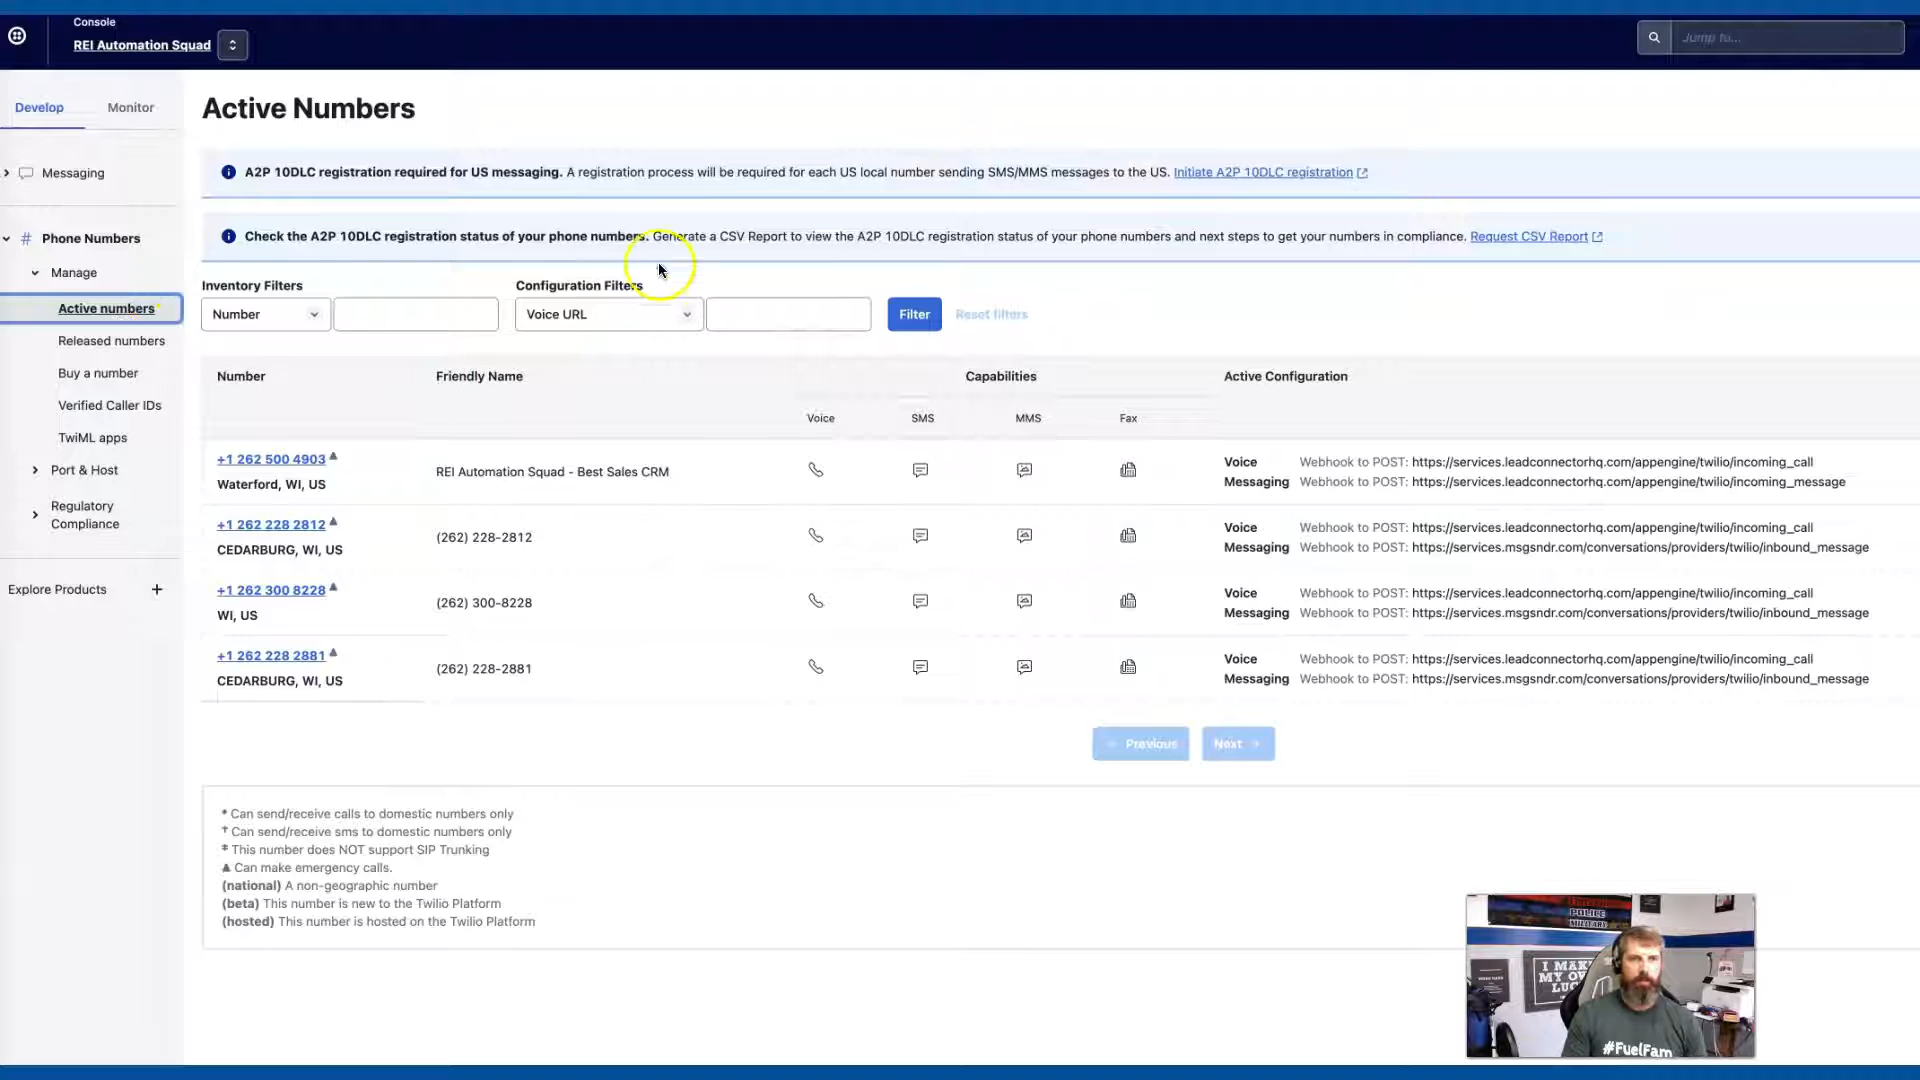 Console
REI Automation Squad
Jump to...
Develop
Monitor
Messaging
# Phone Numbers
Manage
Active numbers
Released numbers
Buy a number
Verified Caller IDs
TwiML apps
Port & Host
Regulatory
Compliance
Explore Products +
Active Numbers
A2P 10DLC registration required for US messaging. A registration process will be required for each US local number sending SMS/MMS messages to the US. Initiate A2P 10DLC registration
Check the A2P 10DLC registration status of your phone numbers. Generate a CSV Report to view the A2P 10DLC registration status of your phone numbers and next steps to get your numbers in compliance. Request CSV Report
Inventory Filters
Configuration Filters
Number
Voice URL
Filter
Reset filters
Number
Friendly Name
Capabilities
Active Configuration
Voice
SMS
MMS
Fax
+1 262 500 4903
Waterford, WI, US
REI Automation Squad - Best Sales CRM
Voice Webhook to POST: https://services.leadconnectorhq.com/appengine/twilio/incoming_call
Messaging Webhook to POST: https://services.leadconnectorhq.com/appengine/twilio/incoming_message
+1 262 228 2812
CEDARBURG, WI, US
(262) 228-2812
Voice Webhook to POST: https://services.leadconnectorhq.com/appengine/twilio/incoming_call
Messaging Webhook to POST: https://services.msgsndr.com/conversations/providers/twilio/inbound_message
+1 262 300 8228
WI, US
(262) 300-8228
Voice Webhook to POST: https://services.leadconnectorhq.com/appengine/twilio/incoming_call
Messaging Webhook to POST: https://services.msgsndr.com/conversations/providers/twilio/inbound_message
+1 262 228 2881
CEDARBURG, WI, US
(262) 228-2881
Voice Webhook to POST: https://services.leadconnectorhq.com/appengine/twilio/incoming_call
Messaging Webhook to POST: https://services.msgsndr.com/conversations/providers/twilio/inbound_message
Previous
Next
* Can send/receive calls to domestic numbers only
† Can send/receive sms to domestic numbers only
‡ This number does NOT support SIP Trunking
Can make emergency calls.
(national) A non-geographic number
(beta) This number is new to the Twilio Platform
(hosted) This number is hosted on the Twilio Platform
POLICE
MILITARY
I MAKE
MY OWN
LUCK
#FuelFam